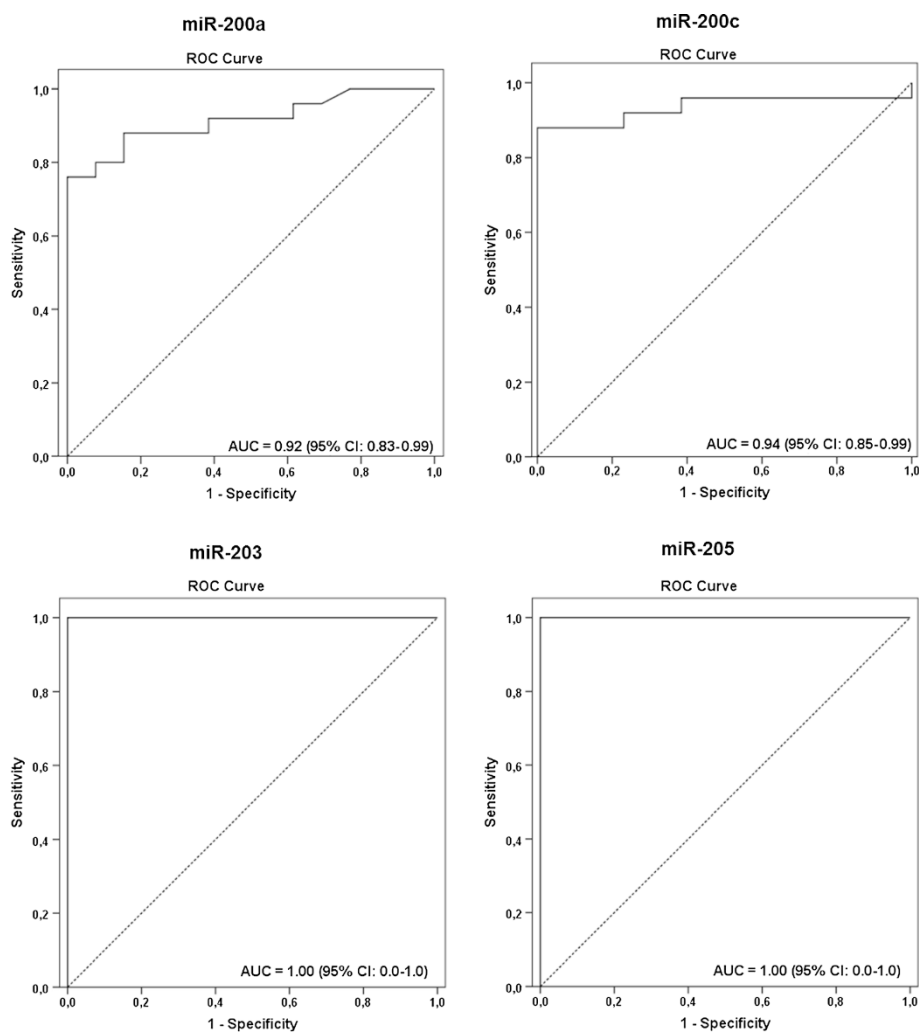 miR-200a
ROC Curve
1,0
0,8
0,6
0,4
0,2
0,0
Sensitivity
AUC = 0.92 (95% CI: 0.83-0.99)
0,0 0,2 0,4 0,6 0,8 1,0
1 - Specificity
miR-200c
ROC Curve
1,0
0,8
0,6
0,4
0,2
0,0
Sensitivity
AUC = 0.94 (95% CI: 0.85-0.99)
0,0 0,2 0,4 0,6 0,8 1,0
1 - Specificity
miR-203
ROC Curve
1,0
0,8
0,6
0,4
0,2
0,0
Sensitivity
AUC = 1.00 (95% CI: 0.0-1.0)
0,0 0,2 0,4 0,6 0,8 1,0
1 - Specificity
miR-205
ROC Curve
1,0
0,8
0,6
0,4
0,2
0,0
Sensitivity
AUC = 1.00 (95% CI: 0.0-1.0)
0,0 0,2 0,4 0,6 0,8 1,0
1 - Specificity